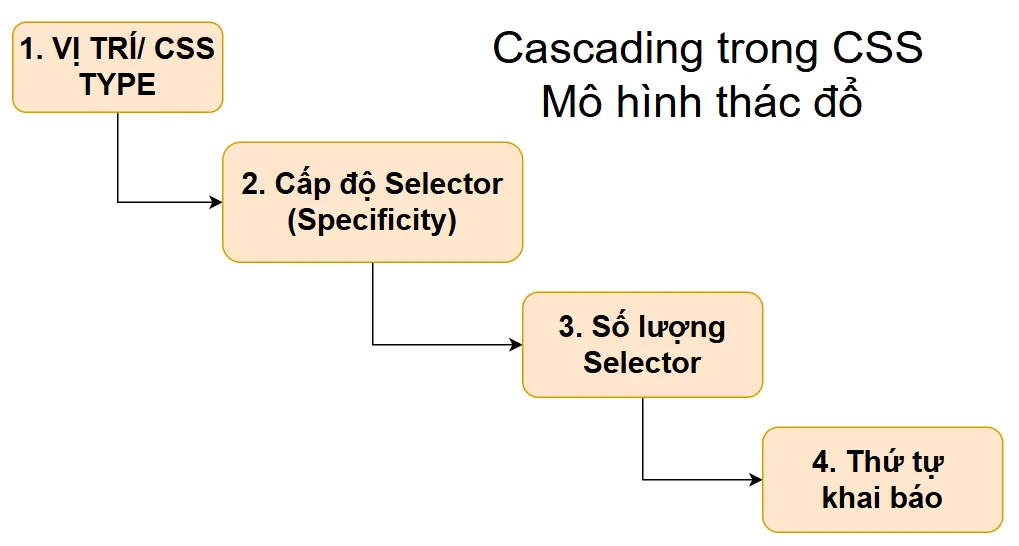 Cascading trong CSS
Mô hình thác đổ
1. VỊ TRÍ/ CSS
TYPE
2. Cấp độ Selector
(Specificity)
3. Số lượng
Selector
4. Thứ tự
khai báo